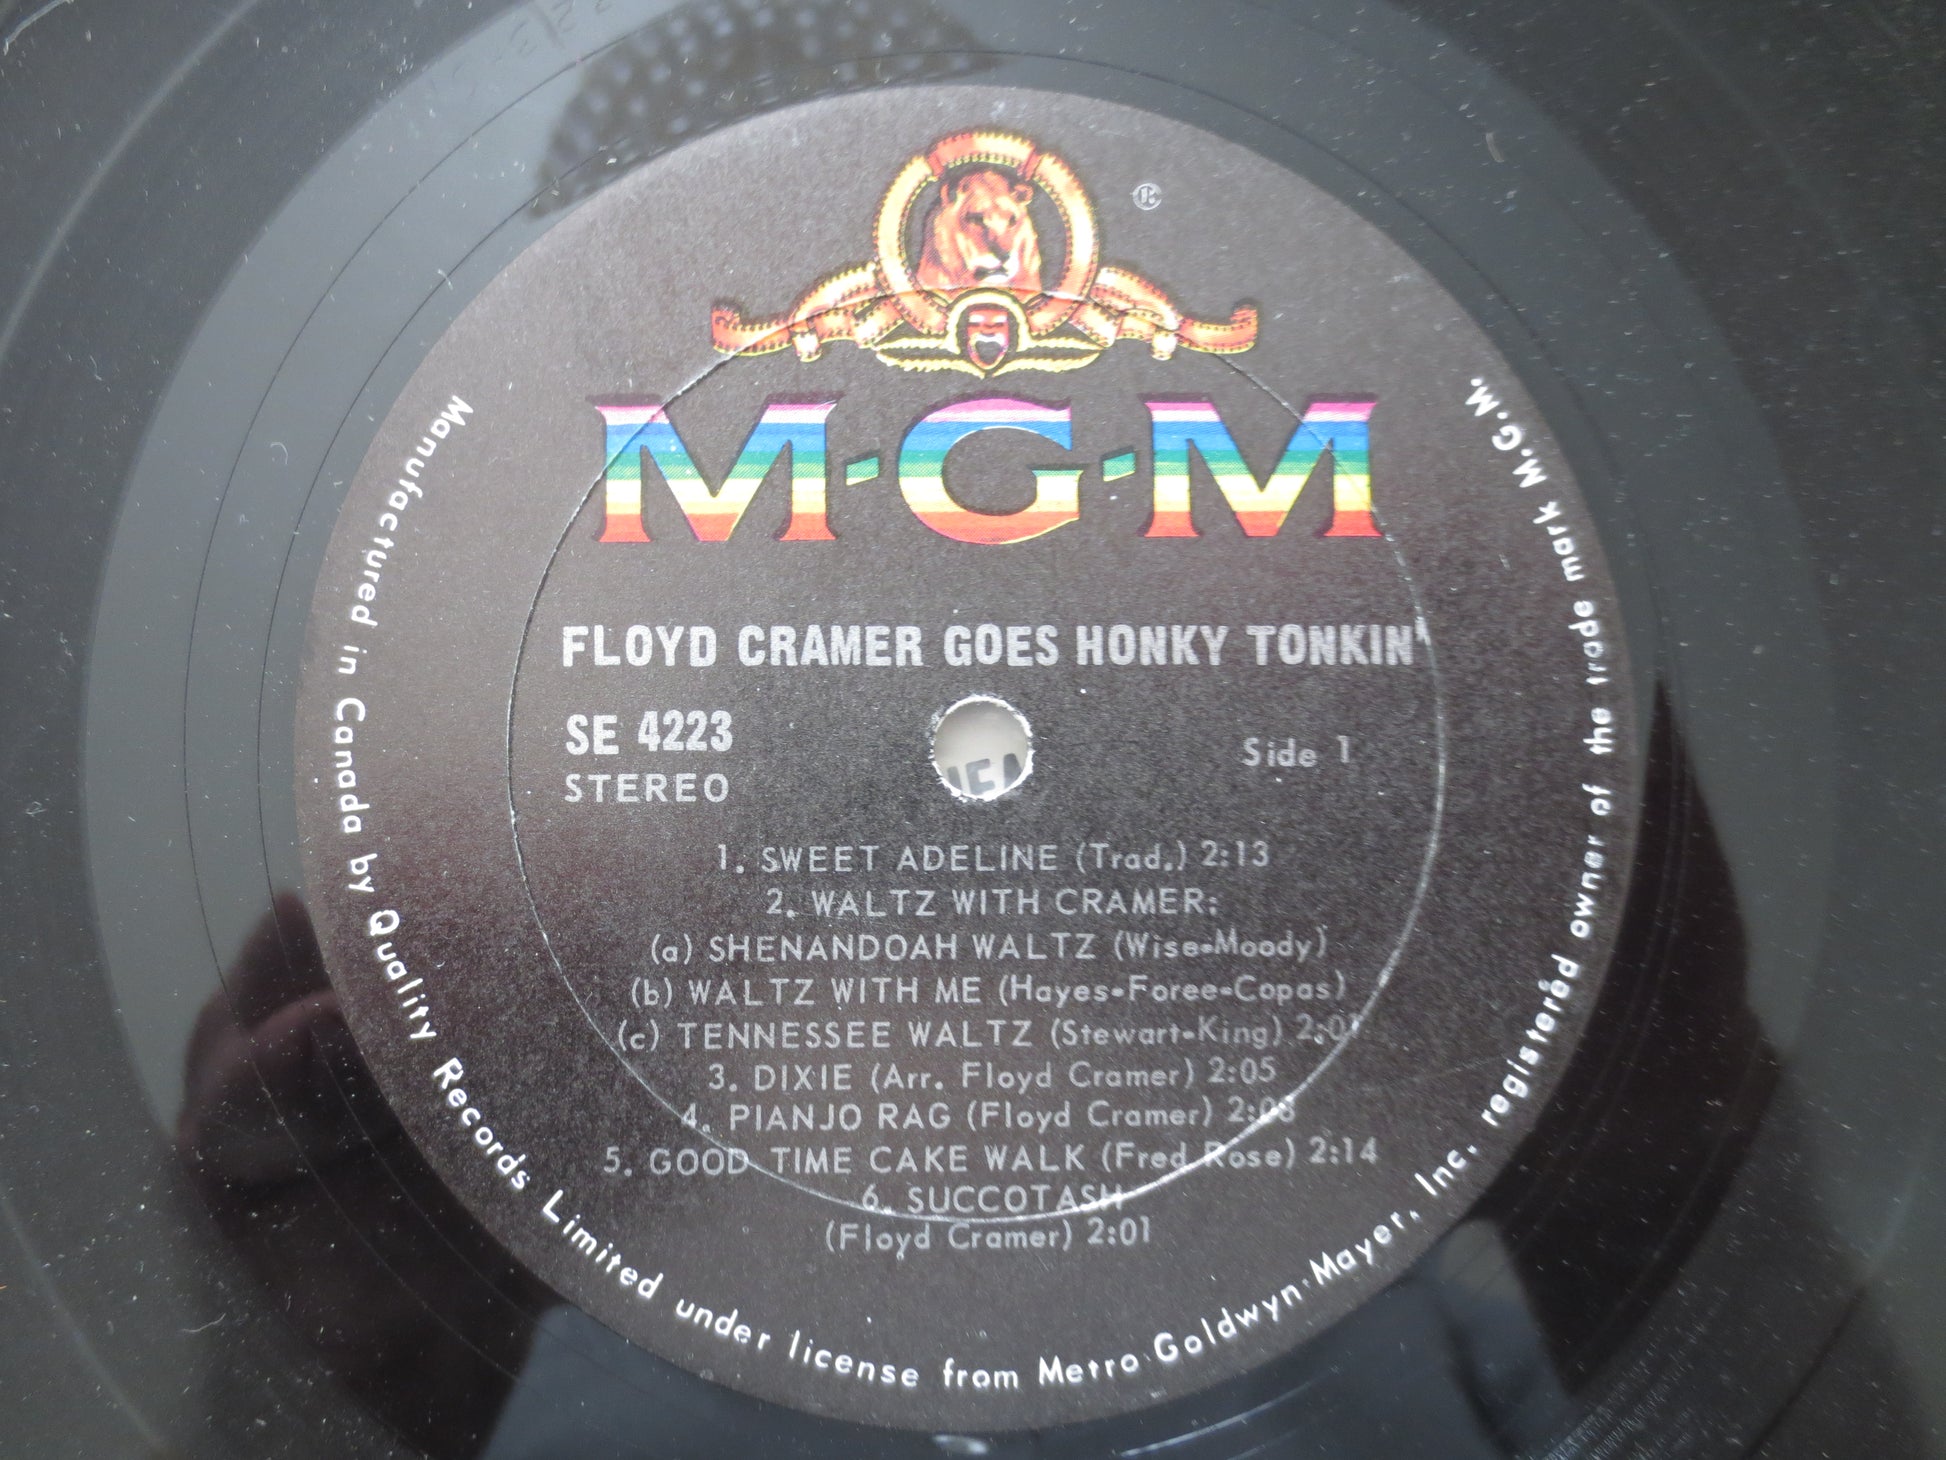 ®
M-G-M
FLOYD CRAMER GOES HONKY TONKIN'
SE 4223
STEREO
Side 1
1. SWEET ADELINE (Trad.) 2:13
2. WALTZ WITH CRAMER:
(a) SHENANDOAH WALTZ (Wise-Moody)
(b) WALTZ WITH ME (Hayes-Foree-Copas)
(c) TENNESSEE WALTZ (Stewart-King) 2:01
3. DIXIE (Arr. Floyd Cramer) 2:05
4. PIANJO RAG (Floyd Cramer) 2:08
5. GOOD TIME CAKE WALK (Fred Rose) 2:14
6. SUCCOTASH
(Floyd Cramer) 2:01
Manufactured in Canada by Quality Records Limited under license from Metro-Goldwyn-Mayer, Inc. registered owner of the trade mark M.G.M.